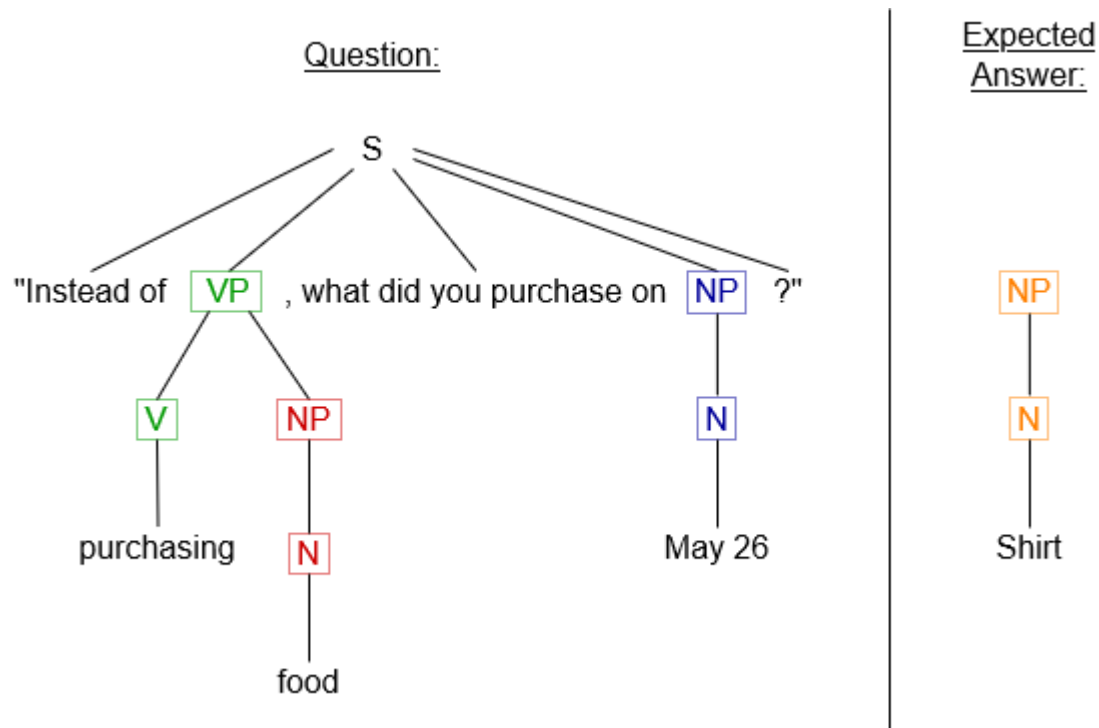 Question:
Expected
Answer:
S
"Instead of VP , what did you purchase on NP ?"
NP
V NP N N
purchasing N May 26 Shirt
food